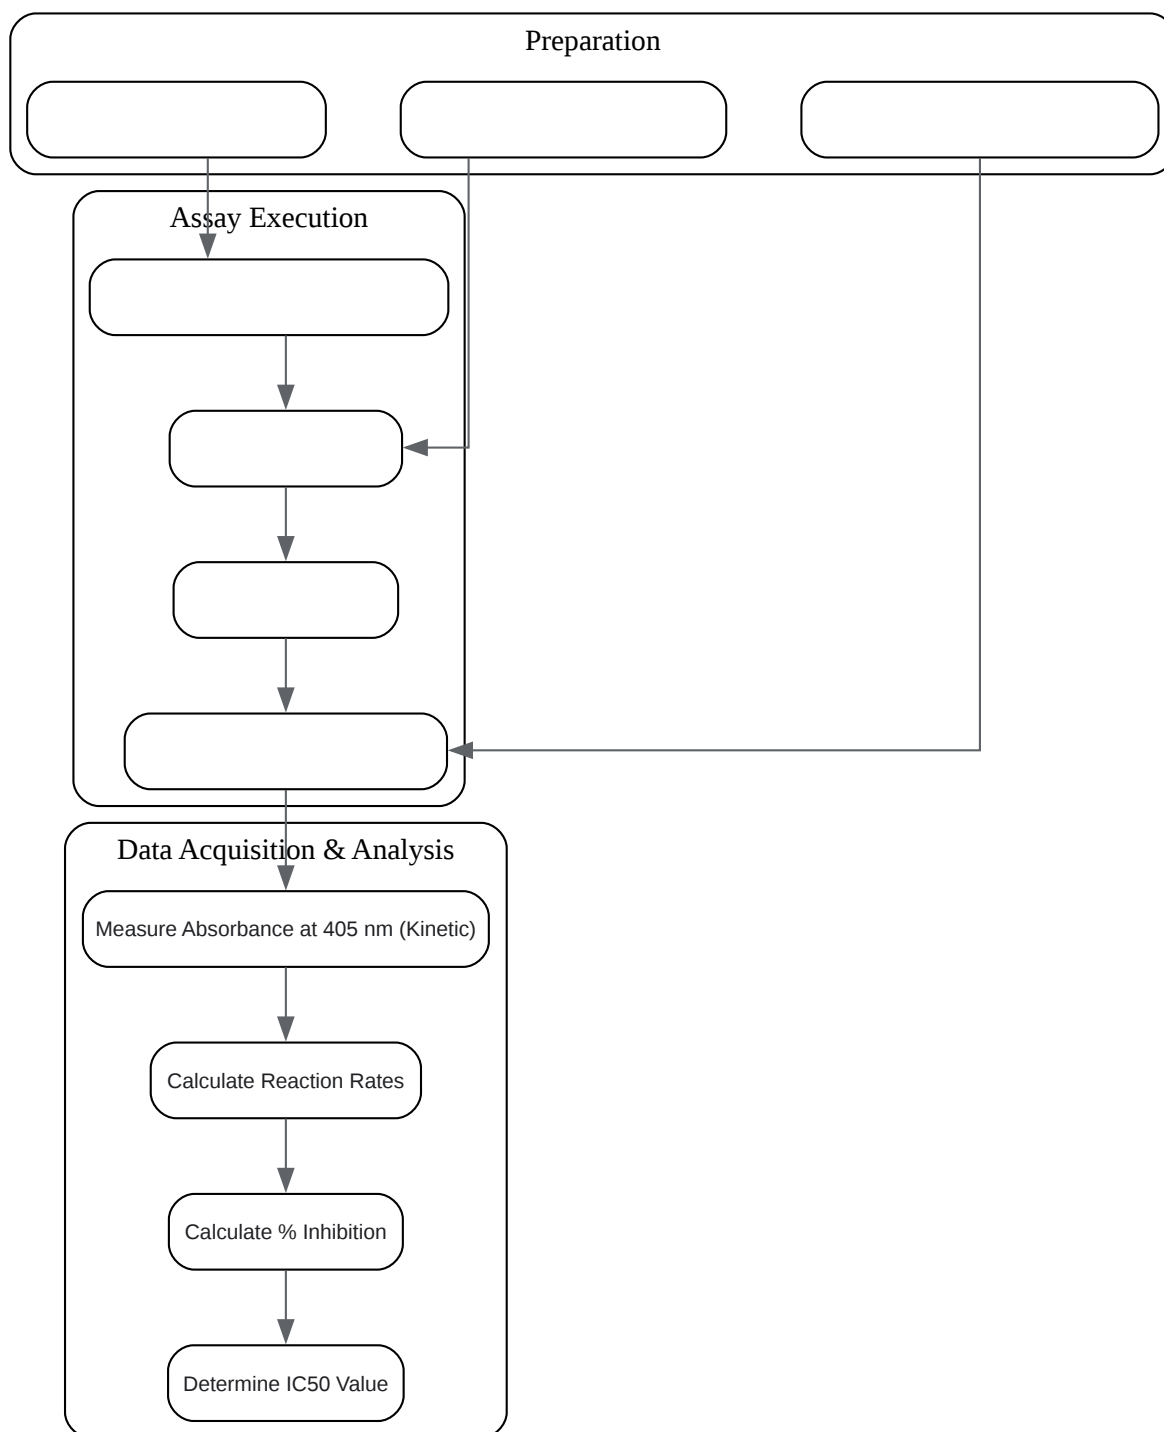 Preparation
Assay Execution
Data Acquisition & Analysis
Measure Absorbance at 405 nm (Kinetic)
Calculate Reaction Rates
Calculate % Inhibition
Determine IC50 Value